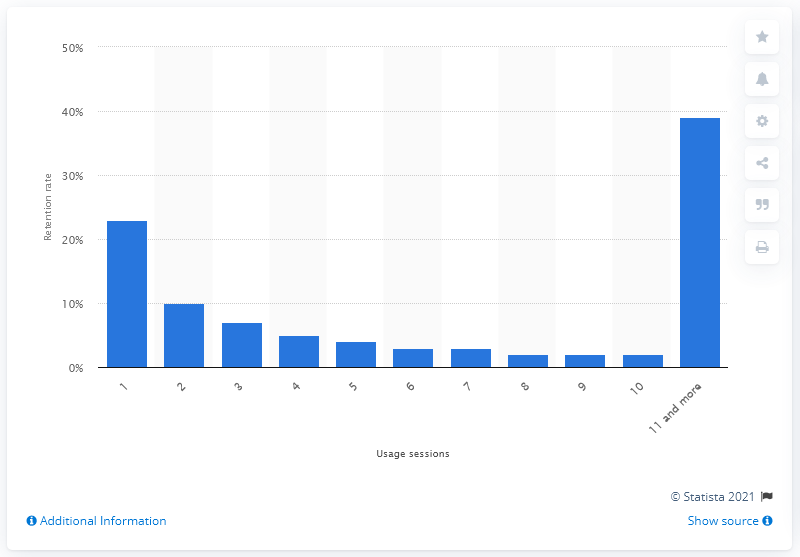 50%
40%
30%
20%
10%
0%
Retention rate
1
2
3
4
5
6
7
8
9
10
11 and more
Usage sessions
© Statista 2021
Additional Information
Show source